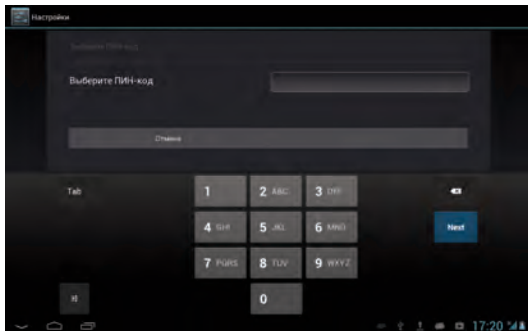 Настройки
Выберите ПИН-код
Выберите ПИН-код
Отмена
Tab
1
2 ABC
3 DEF
4 GHI
5 JKL
6 MNO
Next
7 PQRS
8 TUV
9 WXYZ
0
17:20